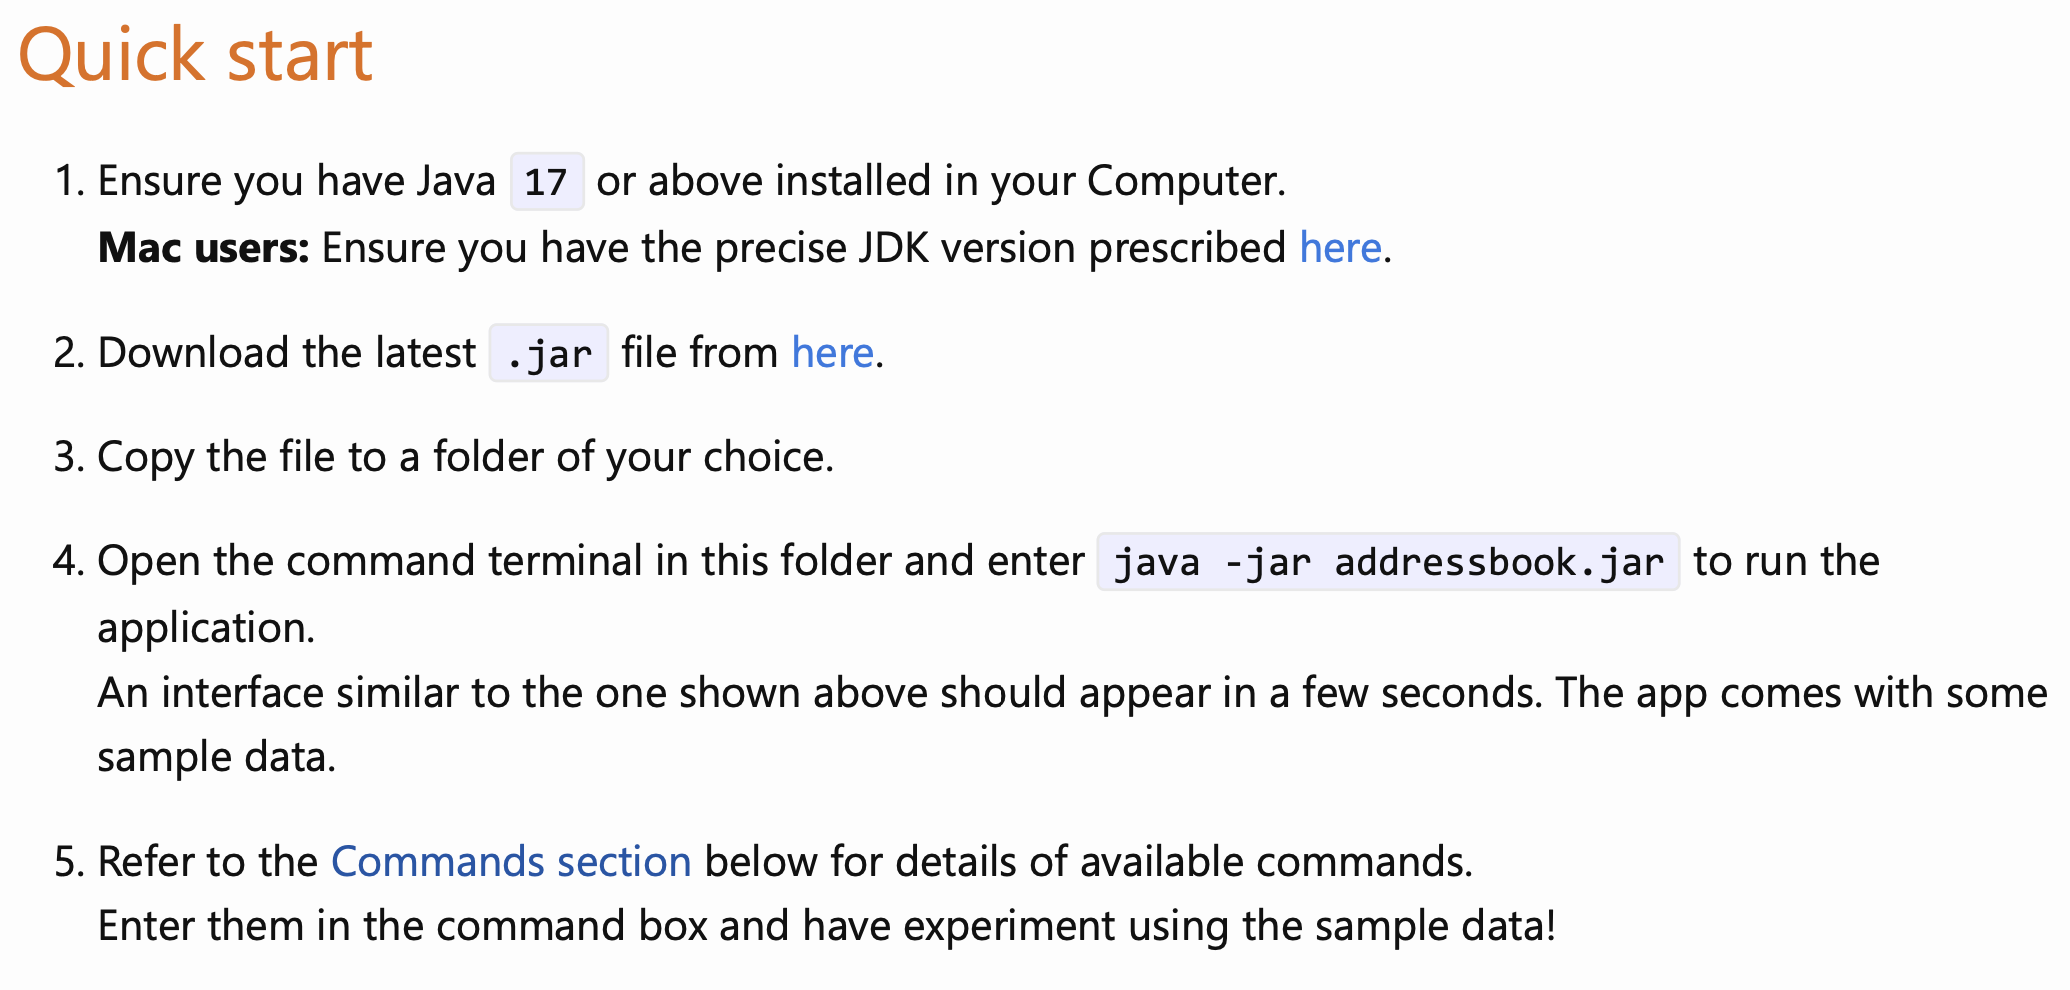 Quick start
1. Ensure you have Java 17 or above installed in your Computer.
Mac users: Ensure you have the precise JDK version prescribed here.
2. Download the latest .jar file from here.
3. Copy the file to a folder of your choice.
4. Open the command terminal in this folder and enter java -jar addressbook.jar to run the
application.
An interface similar to the one shown above should appear in a few seconds. The app comes with some
sample data.
5. Refer to the Commands section below for details of available commands.
Enter them in the command box and have experiment using the sample data!